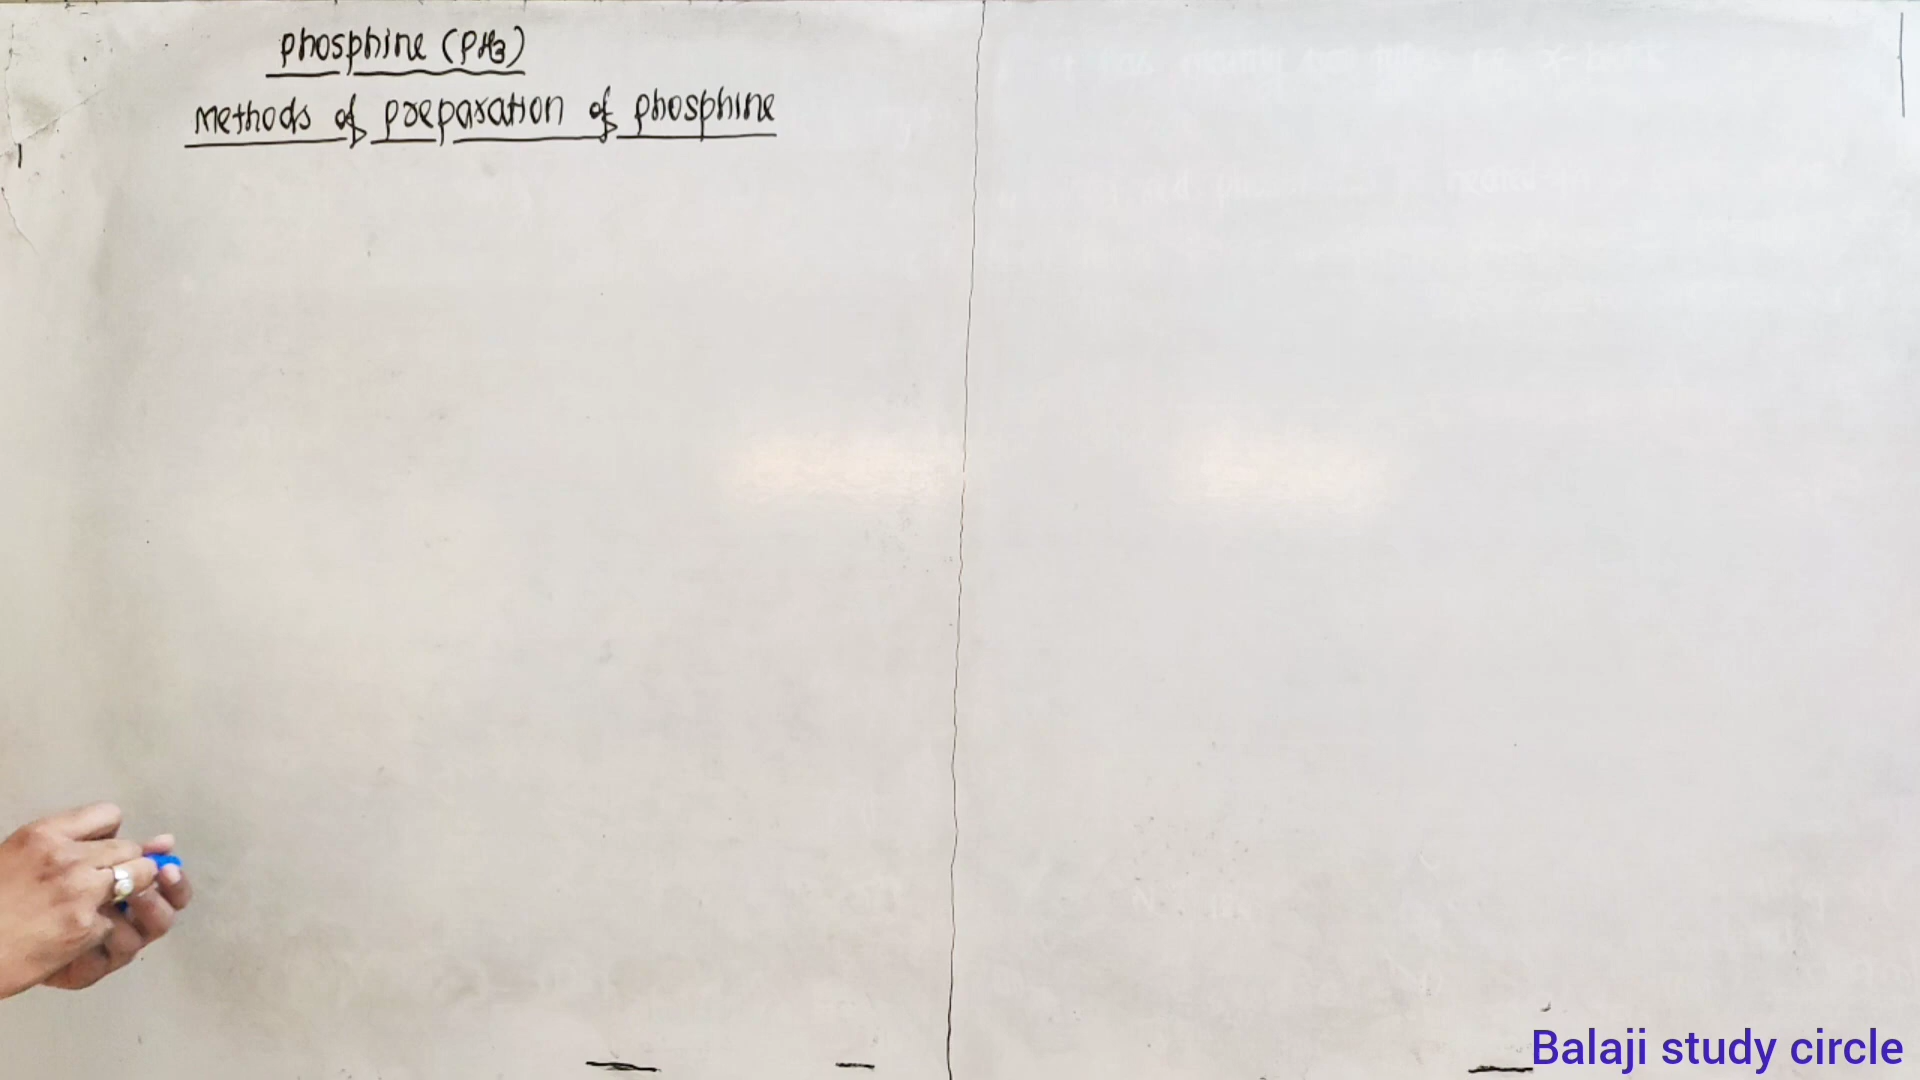 phosphine (PH3)
methods of preparation of phosphine
Balaji study circle